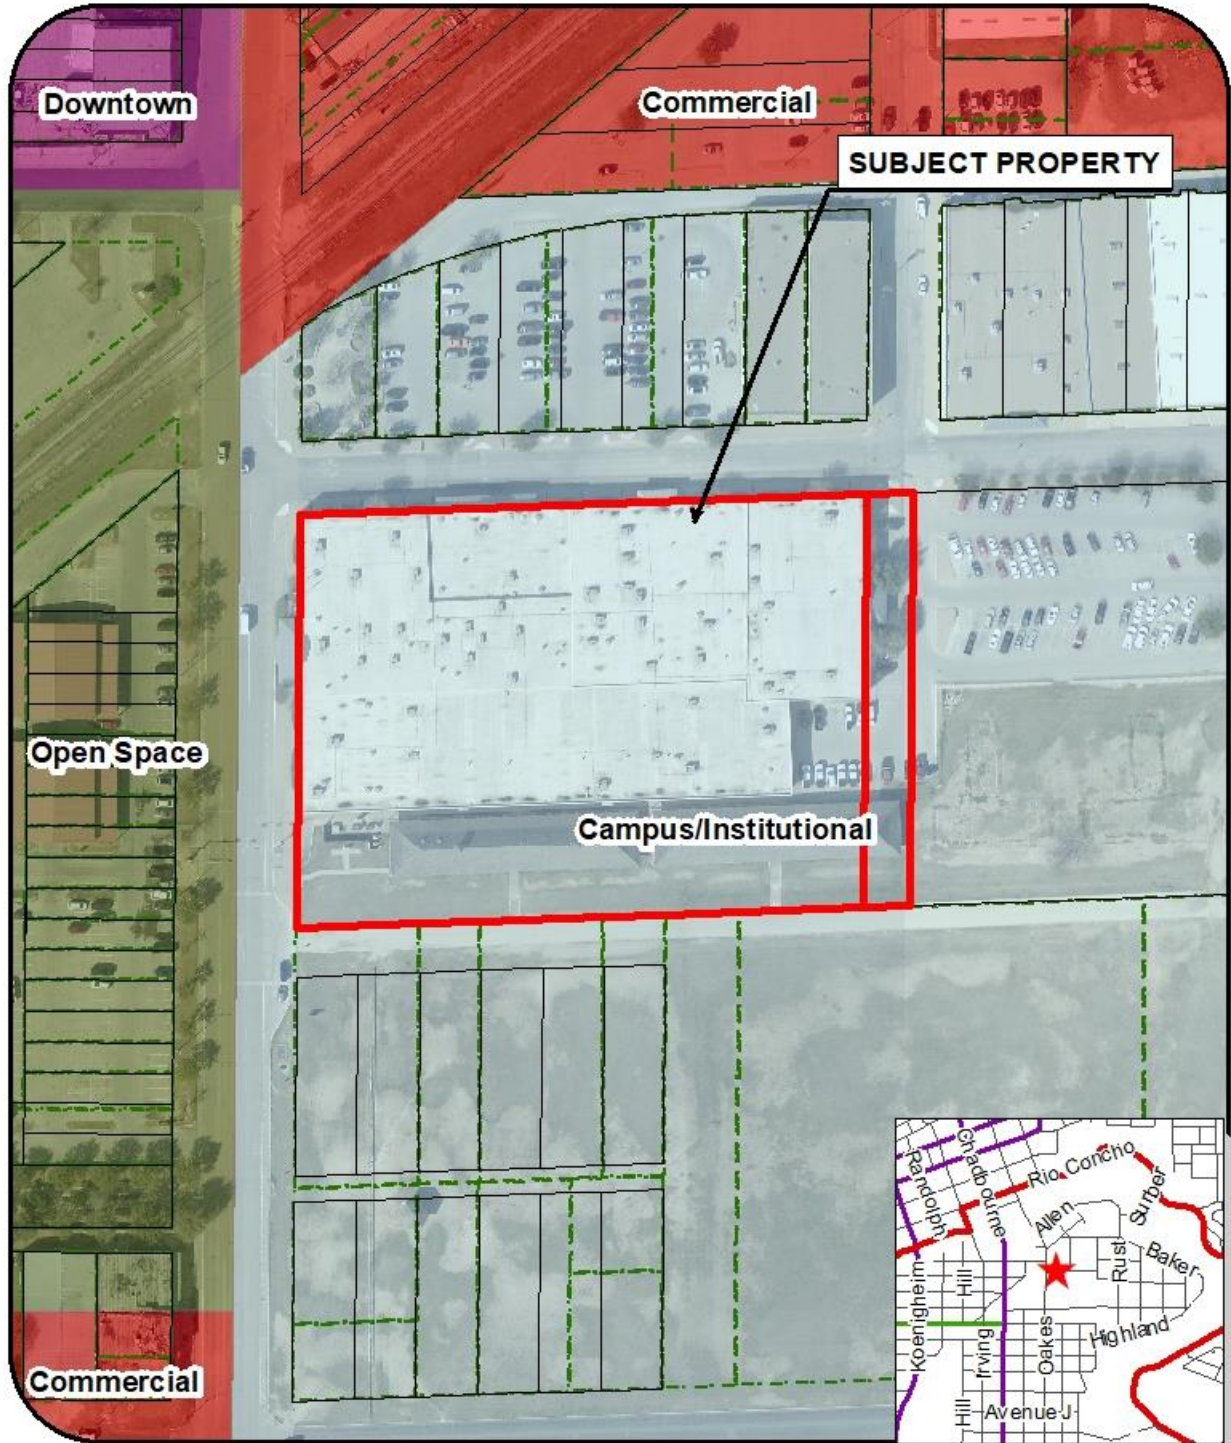 Downtown
Commercial
SUBJECT PROPERTY
Open Space
Campus/Institutional
Commercial
Randolph
Chadbourne
Rio Concho
Allen
Surber
Koenigheim
Hill
Rust
Baker
Irving
Oakes
Highland
Hill
Avenue J